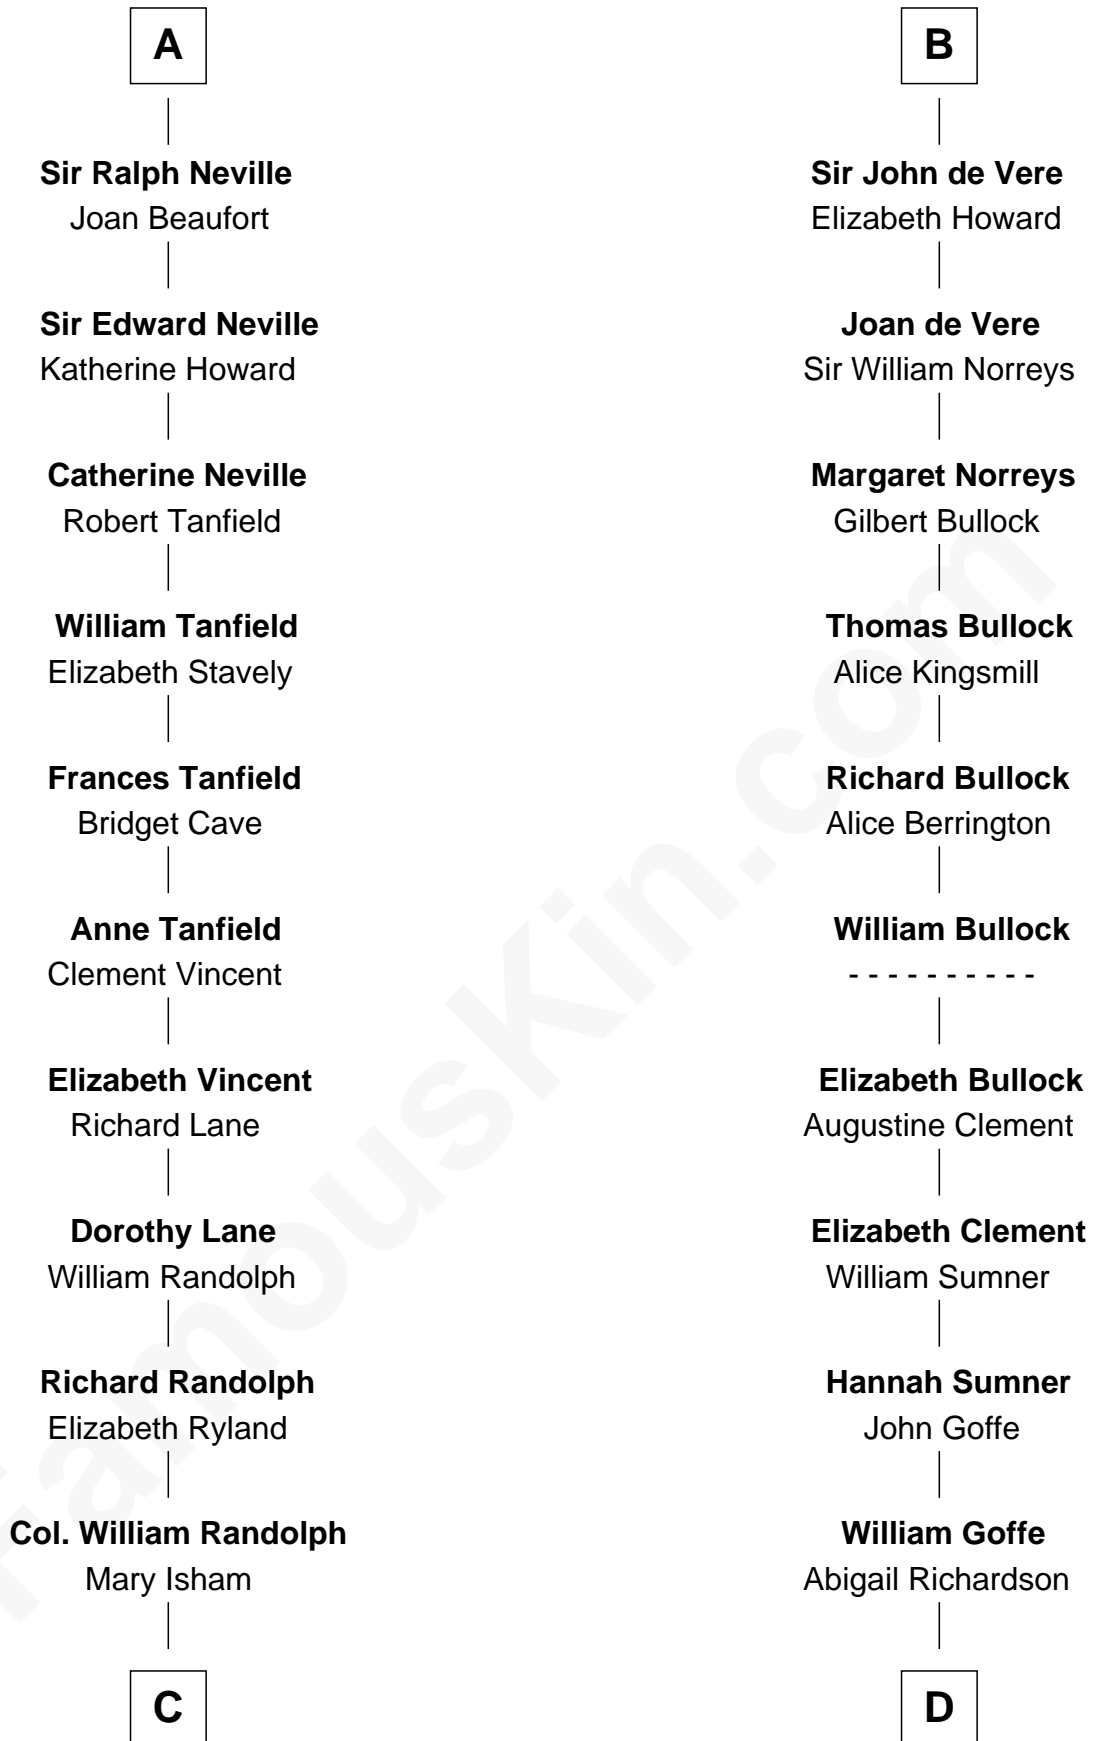 A
Sir Ralph Neville
Joan Beaufort
Sir Edward Neville
Katherine Howard
Catherine Neville
Robert Tanfield
William Tanfield
Elizabeth Stavely
Frances Tanfield
Bridget Cave
Anne Tanfield
Clement Vincent
Elizabeth Vincent
Richard Lane
Dorothy Lane
William Randolph
Richard Randolph
Elizabeth Ryland
Col. William Randolph
Mary Isham
C
B
Sir John de Vere
Elizabeth Howard
Joan de Vere
Sir William Norreys
Margaret Norreys
Gilbert Bullock
Thomas Bullock
Alice Kingsmill
Richard Bullock
Alice Berrington
William Bullock
- - - - - - - - - -
Elizabeth Bullock
Augustine Clement
Elizabeth Clement
William Sumner
Hannah Sumner
John Goffe
William Goffe
Abigail Richardson
D
FamousKin.com